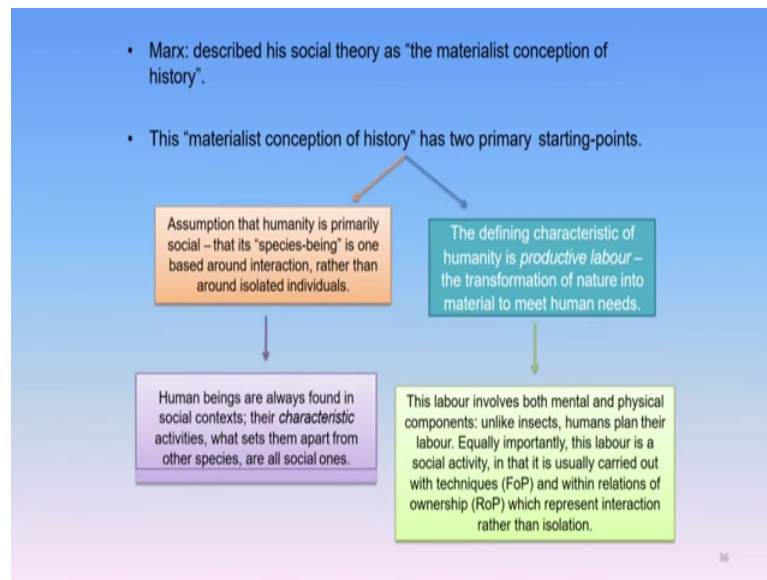 • Marx: described his social theory as “the materialist conception of
history”.
• This “materialist conception of history” has two primary starting-points.
Assumption that humanity is primarily
social – that its “species-being” is one
based around interaction, rather than
around isolated individuals.
The defining characteristic of
humanity is productive labour –
the transformation of nature into
material to meet human needs.
Human beings are always found in
social contexts; their characteristic
activities, what sets them apart from
other species, are all social ones.
This labour involves both mental and physical
components: unlike insects, humans plan their
labour. Equally importantly, this labour is a
social activity, in that it is usually carried out
with techniques (FoP) and within relations of
ownership (RoP) which represent interaction
rather than isolation.
36